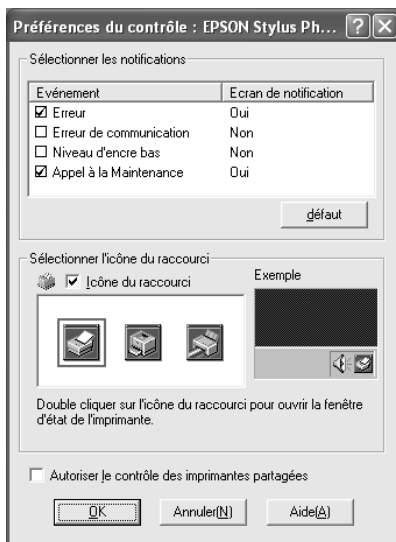 Préférences du contrôle : EPSON Stylus Ph...
Sélectionner les notifications
Evénement Ecran de notification
Erreur Oui
Erreur de communication Non
Niveau d'encre bas Non
Appel à la Maintenance Oui
défaut
Sélectionner l'icône du raccourci
Icône du raccourci Exemple
Double cliquer sur l'icône du raccourci pour ouvrir la fenêtre
d'état de l'imprimante.
Autoriser le contrôle des imprimantes partagées
OK Annuler(N) Aide(A)